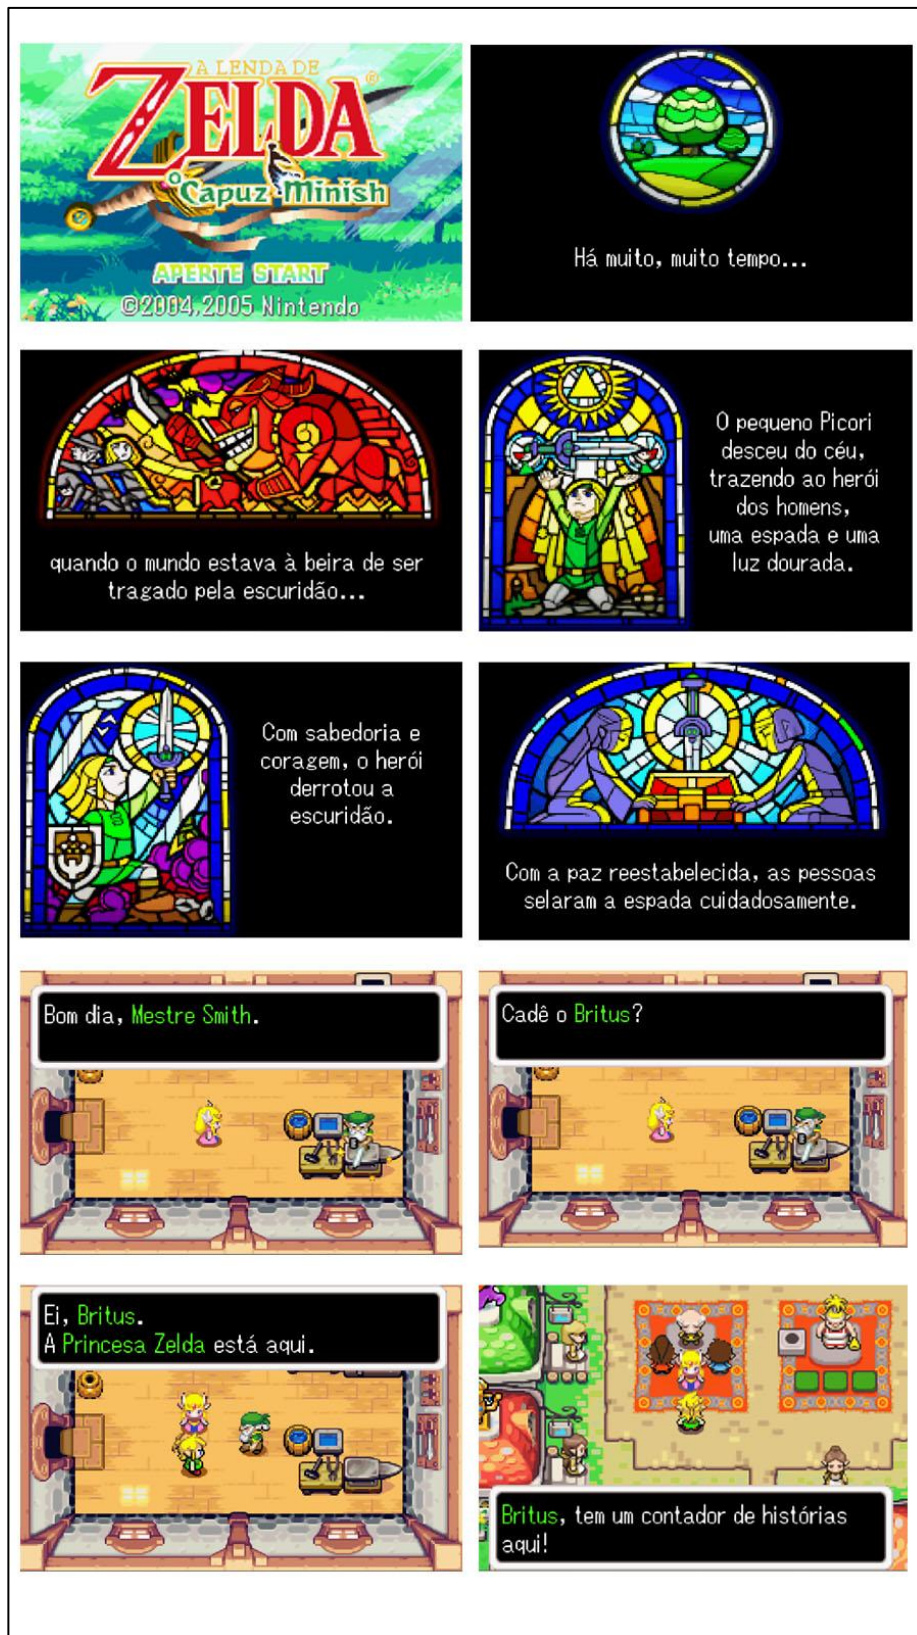 A LENDA DE
ZELDA®
o Capuz Minish
APERTE START
©2004,2005 Nintendo
Há muito, muito tempo...
quando o mundo estava à beira de ser
tragado pela escuridão...
O pequeno Picori
desceu do céu,
trazendo ao herói
dos homens,
uma espada e uma
luz dourada.
Com sabedoria e
coragem, o herói
derrotou a
escuridão.
Com a paz reestabelecida, as pessoas
selaram a espada cuidadosamente.
Bom dia, Mestre Smith.
Cadê o Britus?
Ei, Britus.
A Princesa Zelda está aqui.
Britus, tem um contador de histórias
aqui!